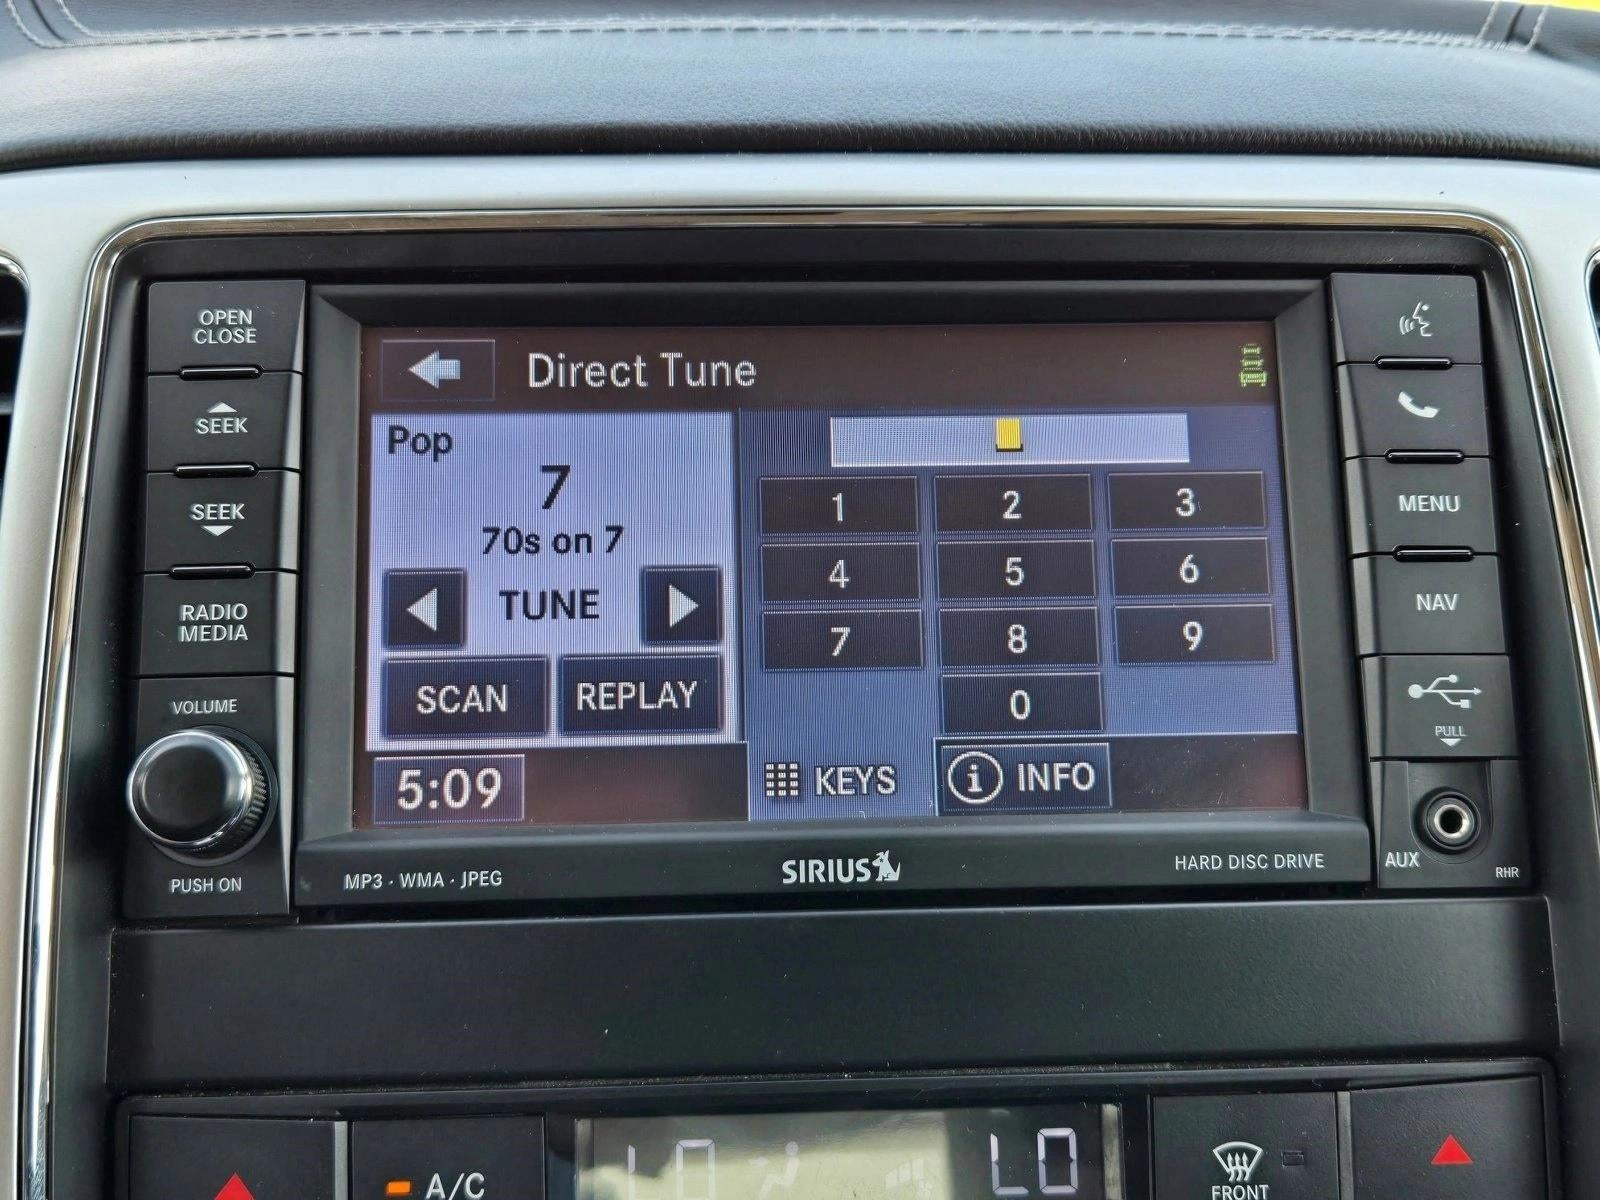 OPEN
CLOSE
SEEK
SEEK
RADIO
MEDIA
VOLUME
PUSH ON
Direct Tune
Pop
7
70s on 7
TUNE
SCAN
REPLAY
5:09
1
2
3
4
5
6
7
8
9
0
KEYS
i INFO
MENU
NAV
PULL
AUX
RHR
MP3 · WMA · JPEG
SIRIUS
HARD DISC DRIVE
A/C
LO
LO
FRONT